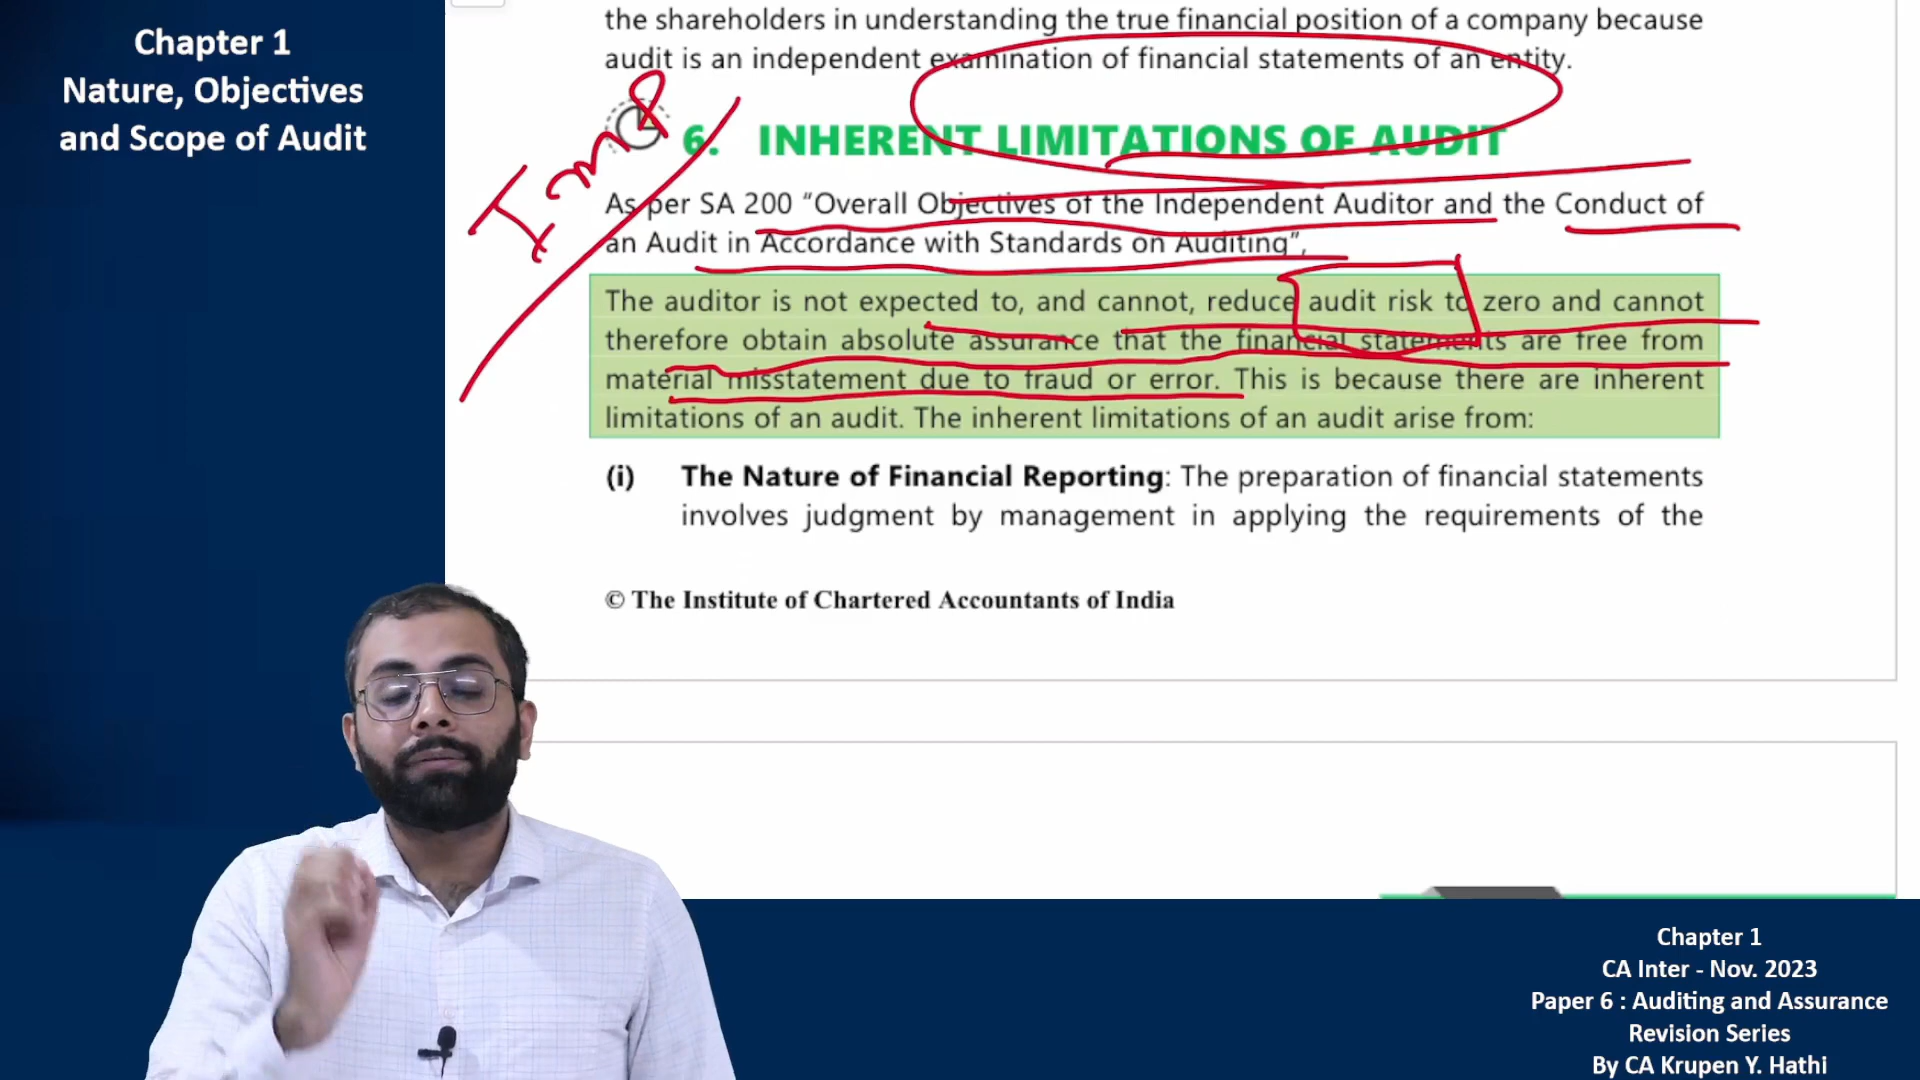 Chapter 1
Nature, Objectives
and Scope of Audit
the shareholders in understanding the true financial position of a company because
audit is an independent examination of financial statements of an entity.
Imp
6. INHERENT LIMITATIONS OF AUDIT
As per SA 200 “Overall Objectives of the Independent Auditor and the Conduct of
an Audit in Accordance with Standards on Auditing”,
The auditor is not expected to, and cannot, reduce audit risk to zero and cannot
therefore obtain absolute assurance that the financial statements are free from
material misstatement due to fraud or error. This is because there are inherent
limitations of an audit. The inherent limitations of an audit arise from:
(i) The Nature of Financial Reporting: The preparation of financial statements
involves judgment by management in applying the requirements of the
© The Institute of Chartered Accountants of India
Chapter 1
CA Inter - Nov. 2023
Paper 6 : Auditing and Assurance
Revision Series
By CA Krupen Y. Hathi